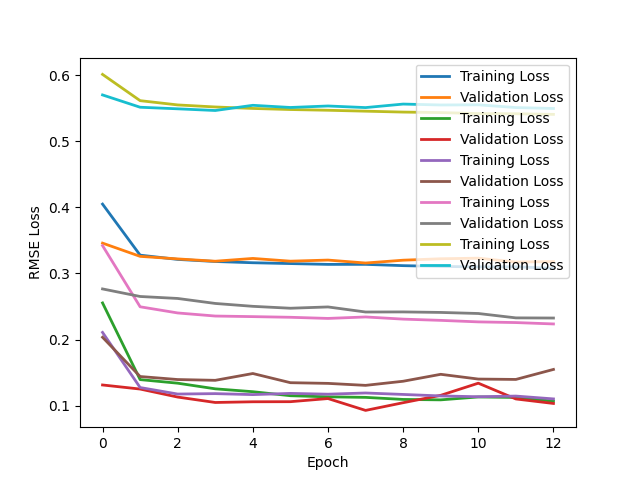 0.6
0.5
0.4
0.3
0.2
0.1
RMSE Loss
Training Loss
Validation Loss
Training Loss
Validation Loss
Training Loss
Validation Loss
Training Loss
Validation Loss
Training Loss
Validation Loss
0 2 4 6 8 10 12
Epoch